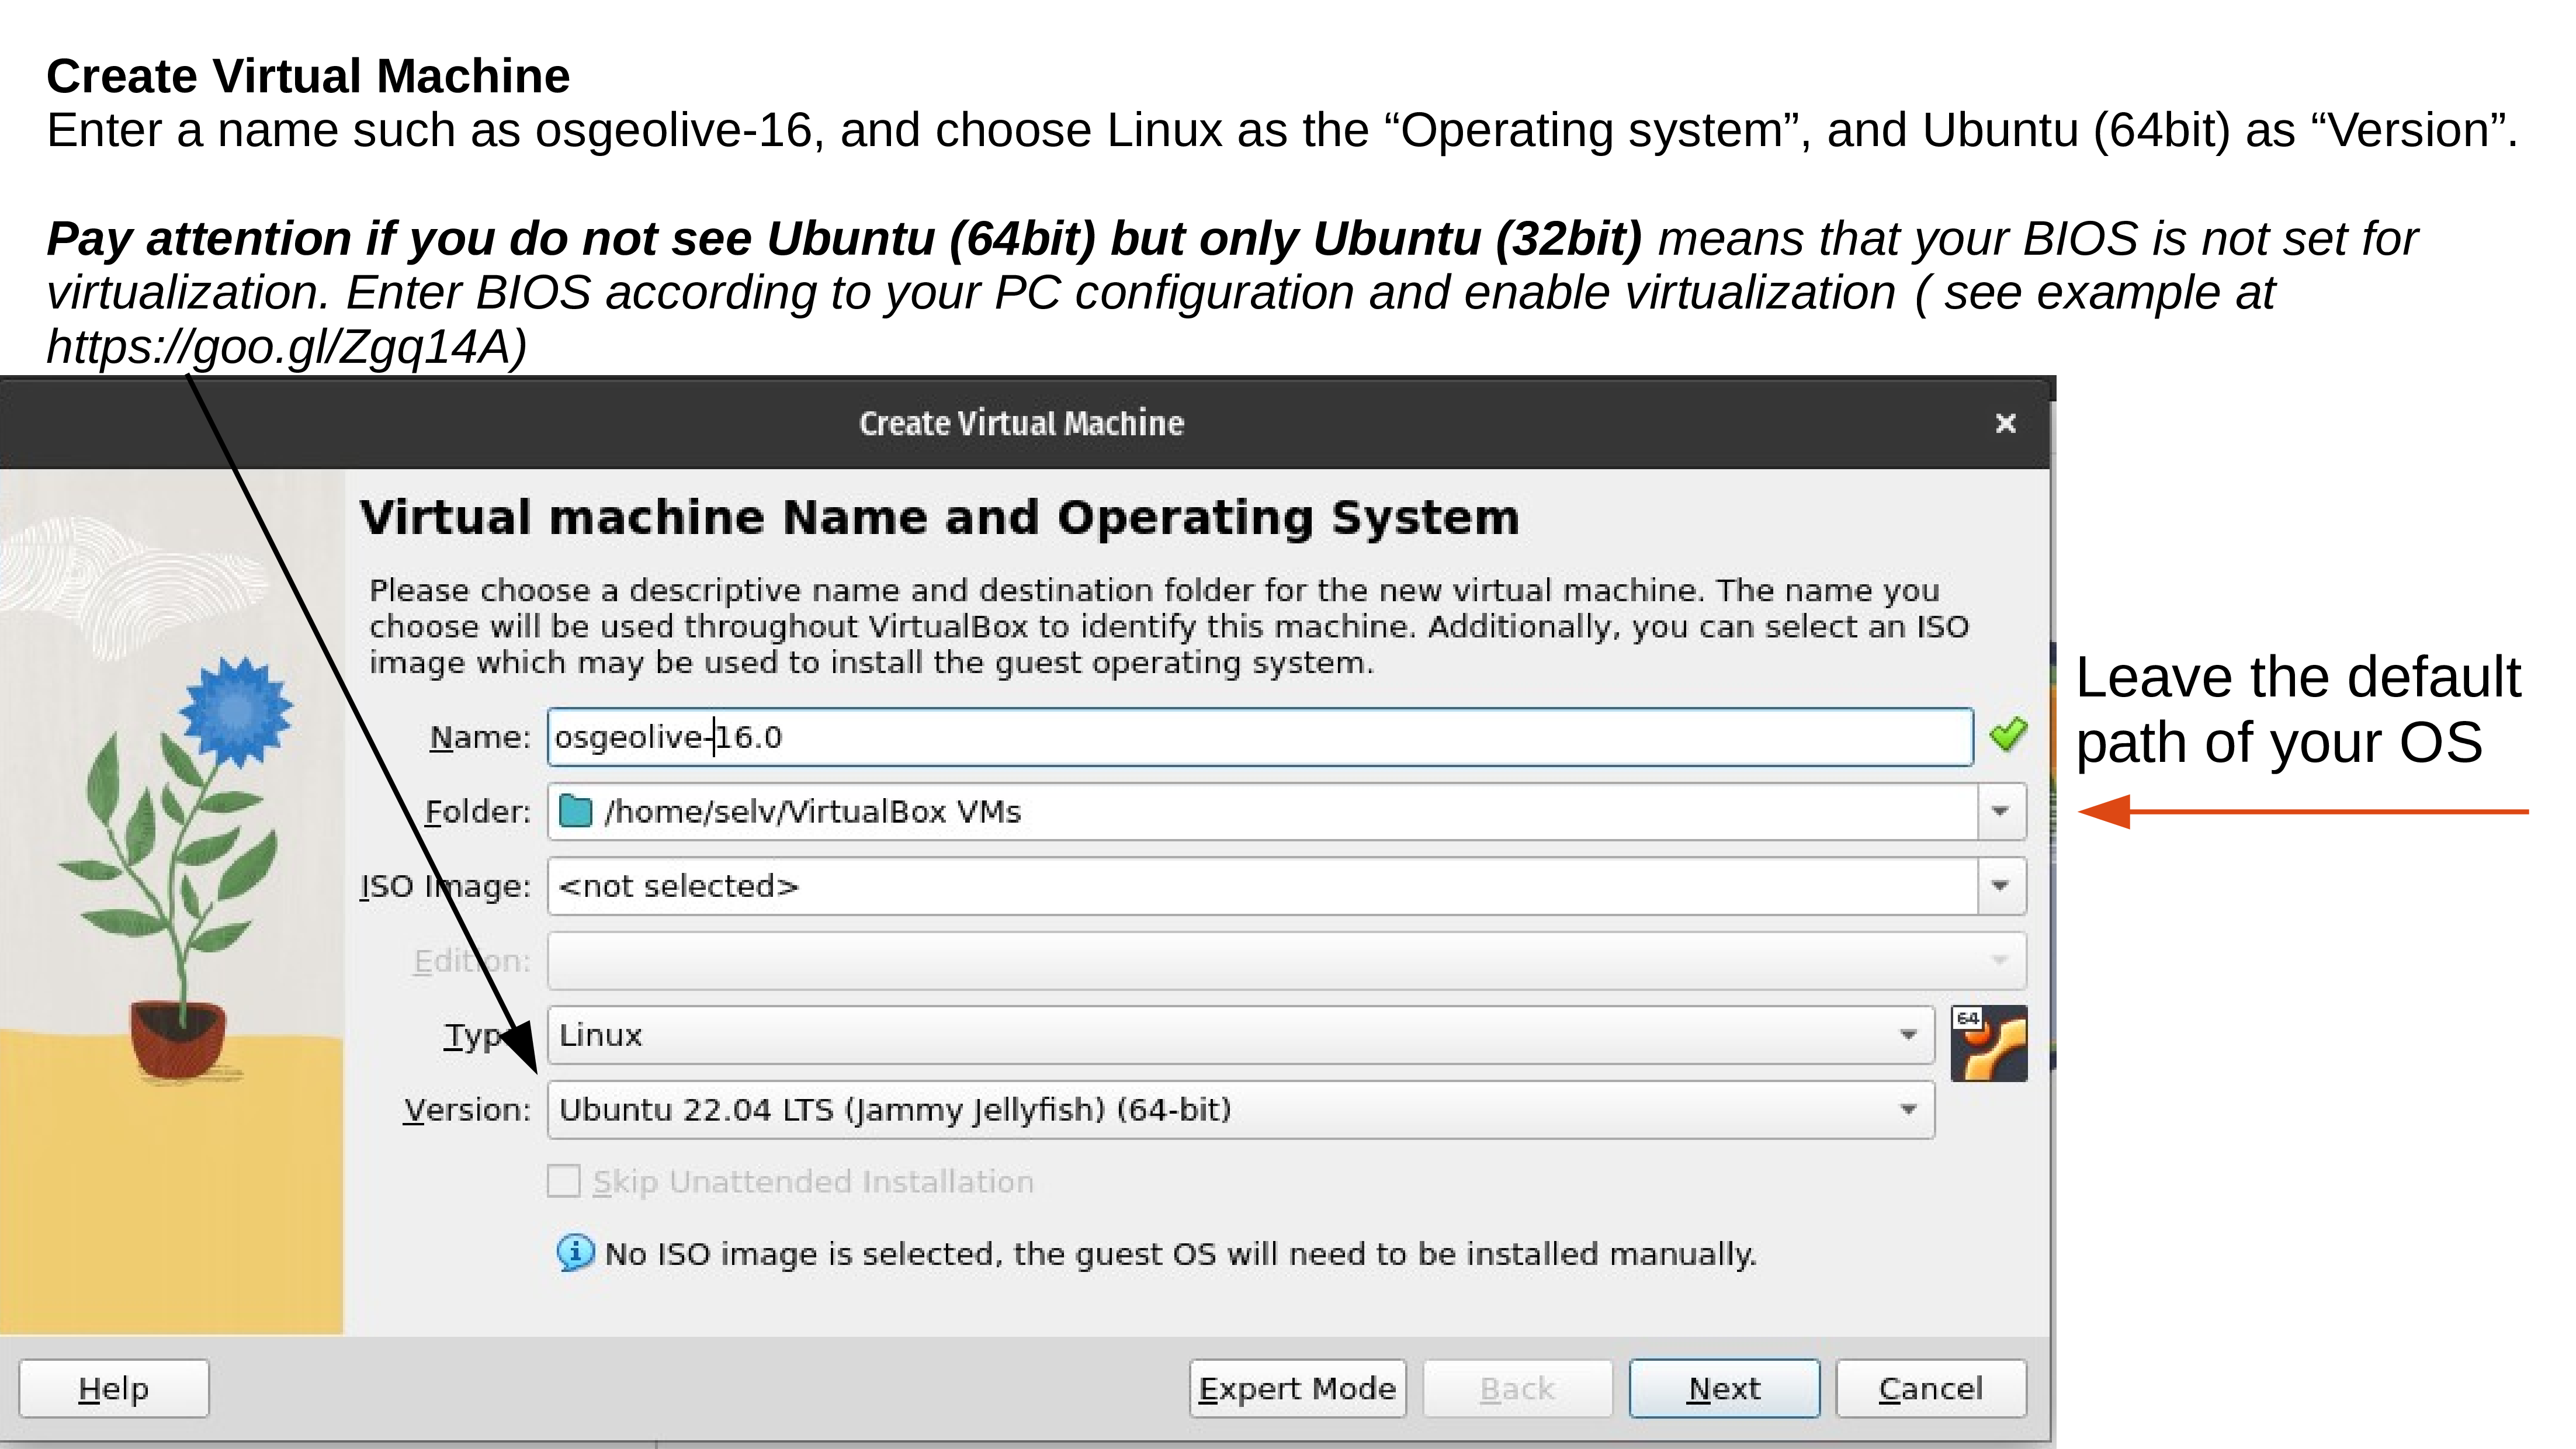 Create Virtual Machine
Enter a name such as osgeolive-16, and choose Linux as the “Operating system”, and Ubuntu (64bit) as “Version”.
Pay attention if you do not see Ubuntu (64bit) but only Ubuntu (32bit) means that your BIOS is not set for
virtualization. Enter BIOS according to your PC configuration and enable virtualization ( see example at
https://goo.gl/Zgq14A)
Create Virtual Machine
Virtual machine Name and Operating System
Please choose a descriptive name and destination folder for the new virtual machine. The name you
choose will be used throughout VirtualBox to identify this machine. Additionally, you can select an ISO
image which may be used to install the guest operating system.
Name: osgeolive-16.0
Folder: /home/selv/VirtualBox VMs
ISO Image: <not selected>
Edition:
Type: Linux
64
Version: Ubuntu 22.04 LTS (Jammy Jellyfish) (64-bit)
Skip Unattended Installation
No ISO image is selected, the guest OS will need to be installed manually.
Help Expert Mode Back Next Cancel
Leave the default
path of your OS